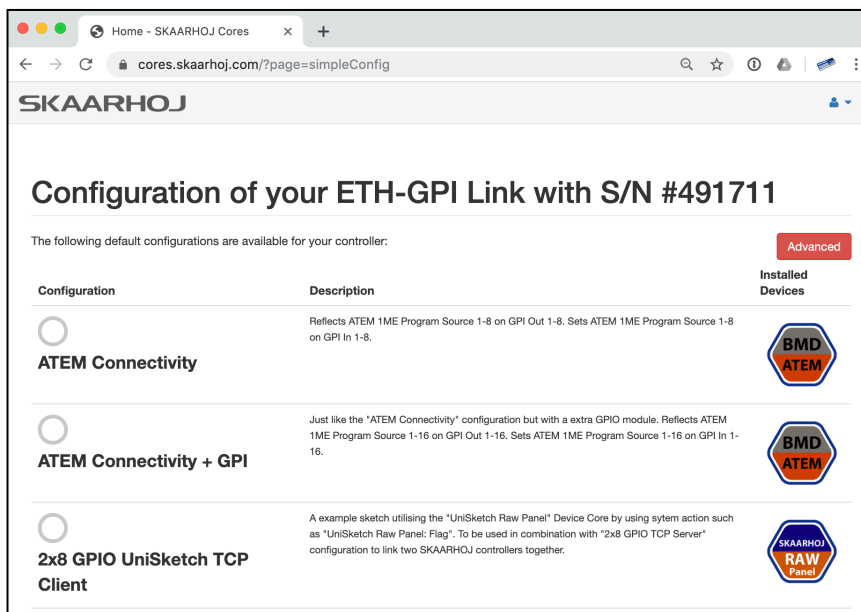 Home - SKAARHOJ Cores
cores.skaarhoj.com/?page=simpleConfig
SKAARHOJ
Configuration of your ETH-GPI Link with S/N #491711
The following default configurations are available for your controller:
Advanced
Configuration
Description
Installed
Devices
Reflects ATEM 1ME Program Source 1-8 on GPI Out 1-8. Sets ATEM 1ME Program Source 1-8
on GPI In 1-8.
ATEM Connectivity
BMD
ATEM
Just like the "ATEM Connectivity" configuration but with a extra GPIO module. Reflects ATEM
1ME Program Source 1-16 on GPI Out 1-16. Sets ATEM 1ME Program Source 1-16 on GPI In 1-
16.
ATEM Connectivity + GPI
BMD
ATEM
A example sketch utilising the "UniSketch Raw Panel" Device Core by using sytem action such
as "UniSketch Raw Panel: Flag". To be used in combination with "2x8 GPIO TCP Server"
configuration to link two SKAARHOJ controllers together.
2x8 GPIO UniSketch TCP
Client
SKAARHOJ
RAW
Panel